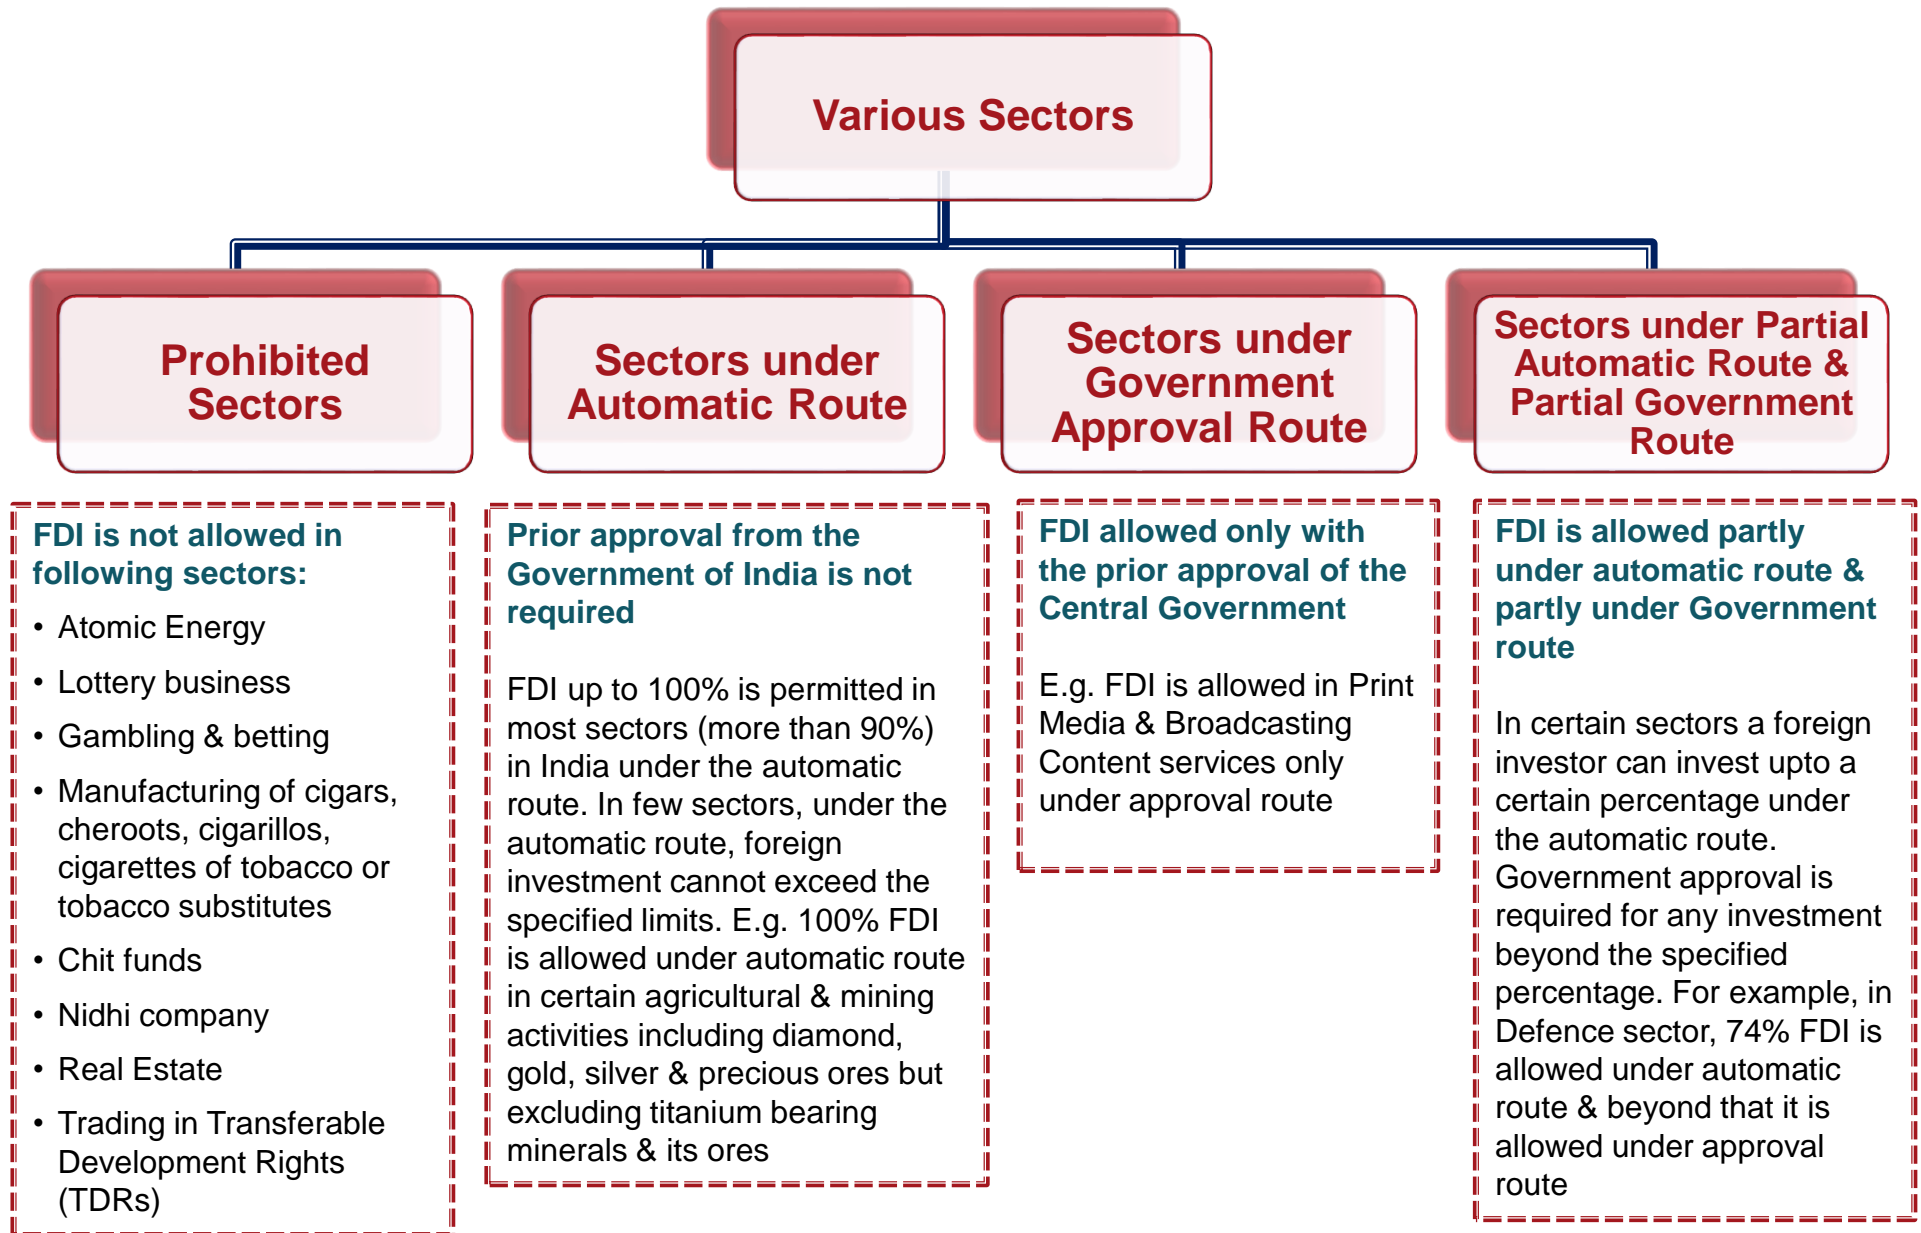 Various Sectors
Prohibited
Sectors
Sectors under
Automatic Route
Sectors under
Government
Approval Route
Sectors under Partial
Automatic Route &
Partial Government
Route
FDI is not allowed in
following sectors:
• Atomic Energy
• Lottery business
• Gambling & betting
• Manufacturing of cigars,
cheroots, cigarillos,
cigarettes of tobacco or
tobacco substitutes
• Chit funds
• Nidhi company
• Real Estate
• Trading in Transferable
Development Rights
(TDRs)
Prior approval from the
Government of India is not
required
FDI up to 100% is permitted in
most sectors (more than 90%)
in India under the automatic
route. In few sectors, under the
automatic route, foreign
investment cannot exceed the
specified limits. E.g. 100% FDI
is allowed under automatic route
in certain agricultural & mining
activities including diamond,
gold, silver & precious ores but
excluding titanium bearing
minerals & its ores
FDI allowed only with
the prior approval of the
Central Government
E.g. FDI is allowed in Print
Media & Broadcasting
Content services only
under approval route
FDI is allowed partly
under automatic route &
partly under Government
route
In certain sectors a foreign
investor can invest upto a
certain percentage under
the automatic route.
Government approval is
required for any investment
beyond the specified
percentage. For example, in
Defence sector, 74% FDI is
allowed under automatic
route & beyond that it is
allowed under approval
route